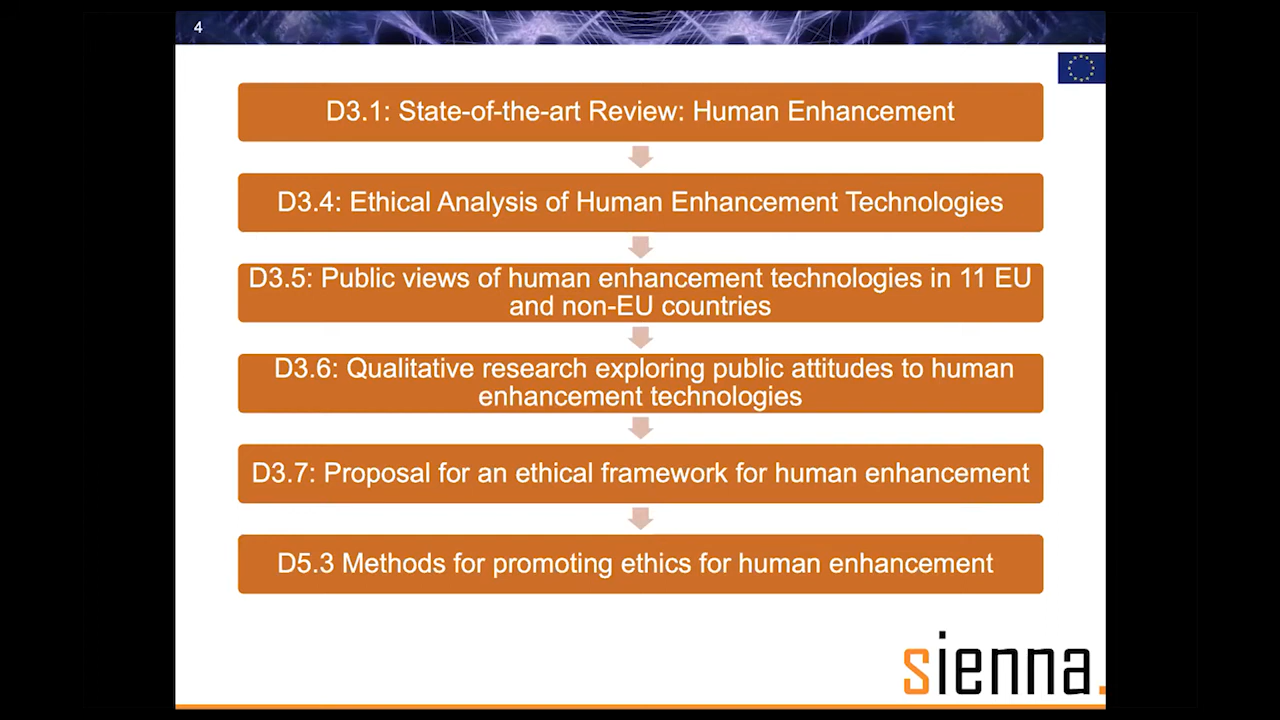 4
D3.1: State-of-the-art Review: Human Enhancement
D3.4: Ethical Analysis of Human Enhancement Technologies
D3.5: Public views of human enhancement technologies in 11 EU
and non-EU countries
D3.6: Qualitative research exploring public attitudes to human
enhancement technologies
D3.7: Proposal for an ethical framework for human enhancement
D5.3 Methods for promoting ethics for human enhancement
sienna.